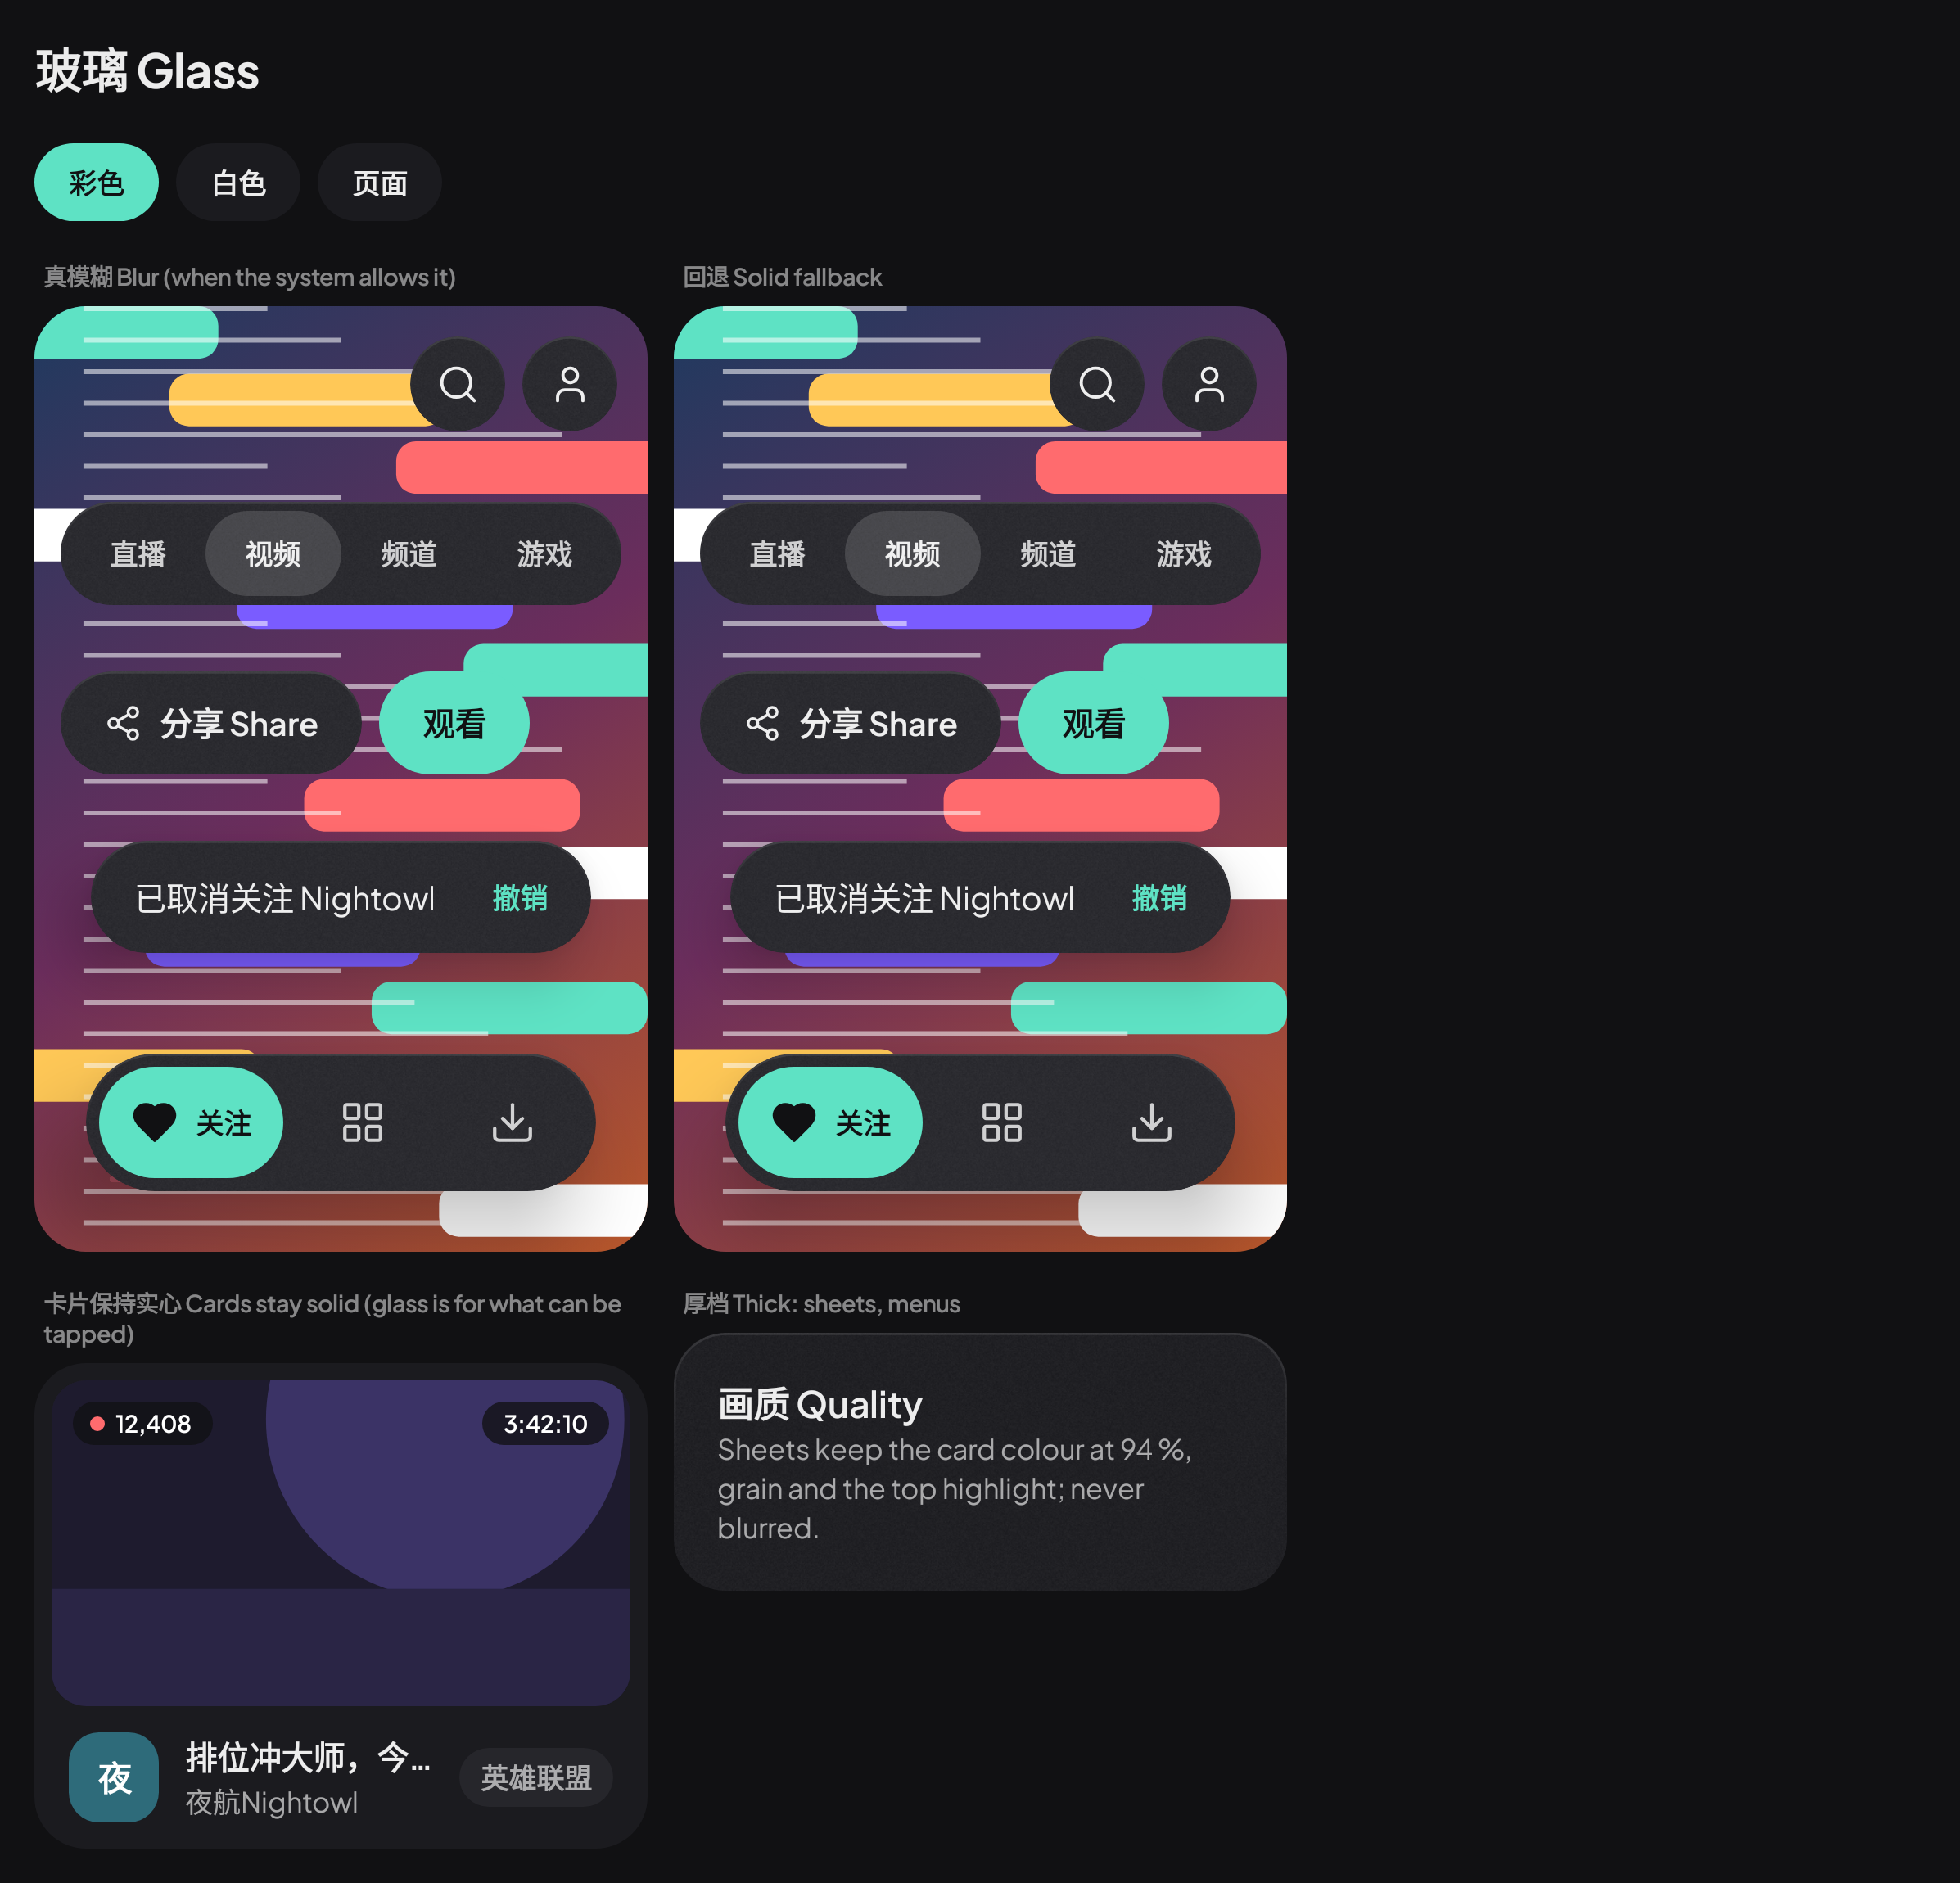 玻璃 Glass
彩色
白色
页面
真模糊 Blur (when the system allows it)
直播
视频
频道
游戏
分享 Share
观看
已取消关注 Nightowl
撤销
关注
回退 Solid fallback
直播
视频
频道
游戏
分享 Share
观看
已取消关注 Nightowl
撤销
关注
卡片保持实心 Cards stay solid (glass is for what can be
tapped)
12,408
3:42:10
夜
排位冲大师，今...
夜航Nightowl
英雄联盟
厚档 Thick: sheets, menus
画质 Quality
Sheets keep the card colour at 94 %,
grain and the top highlight; never
blurred.